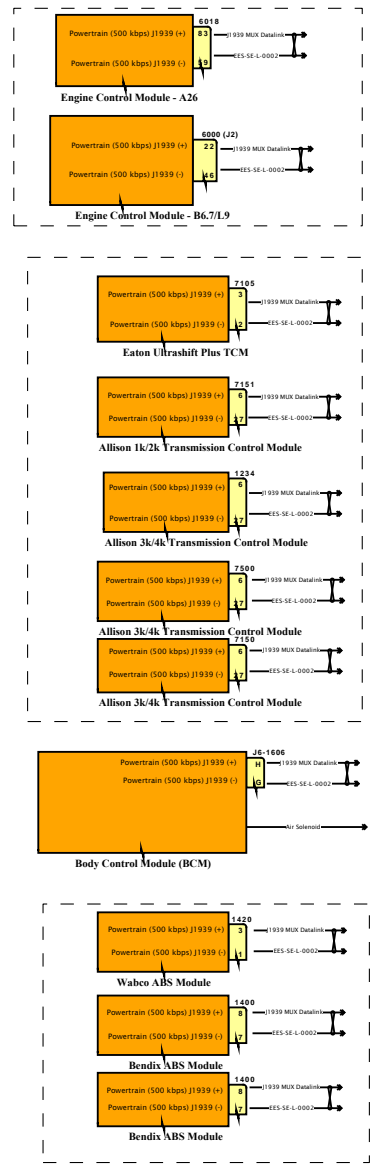 6018
Powertrain (500 kbps) J1939 (+)
83
J1939 MUX Datalink
Powertrain (500 kbps) J1939 (-)
59
EES-SE-L-0002
Engine Control Module - A26
6000 (J2)
Powertrain (500 kbps) J1939 (+)
22
J1939 MUX Datalink
Powertrain (500 kbps) J1939 (-)
46
EES-SE-L-0002
Engine Control Module - B6.7/L9
7105
Powertrain (500 kbps) J1939 (+)
3
J1939 MUX Datalink
Powertrain (500 kbps) J1939 (-)
2
EES-SE-L-0002
Eaton Ultrashift Plus TCM
7151
Powertrain (500 kbps) J1939 (+)
6
J1939 MUX Datalink
Powertrain (500 kbps) J1939 (-)
27
EES-SE-L-0002
Allison 1k/2k Transmission Control Module
1234
Powertrain (500 kbps) J1939 (+)
6
J1939 MUX Datalink
Powertrain (500 kbps) J1939 (-)
27
EES-SE-L-0002
Allison 3k/4k Transmission Control Module
7500
Powertrain (500 kbps) J1939 (+)
6
J1939 MUX Datalink
Powertrain (500 kbps) J1939 (-)
27
EES-SE-L-0002
Allison 3k/4k Transmission Control Module
7150
Powertrain (500 kbps) J1939 (+)
6
J1939 MUX Datalink
Powertrain (500 kbps) J1939 (-)
27
EES-SE-L-0002
Allison 3k/4k Transmission Control Module
J6-1606
Powertrain (500 kbps) J1939 (+)
H
J1939 MUX Datalink
Powertrain (500 kbps) J1939 (-)
G
EES-SE-L-0002
Air Solenoid
Body Control Module (BCM)
1420
Powertrain (500 kbps) J1939 (+)
3
J1939 MUX Datalink
Powertrain (500 kbps) J1939 (-)
1
EES-SE-L-0002
Wabco ABS Module
1400
Powertrain (500 kbps) J1939 (+)
8
J1939 MUX Datalink
Powertrain (500 kbps) J1939 (-)
7
EES-SE-L-0002
Bendix ABS Module
1400
Powertrain (500 kbps) J1939 (+)
8
J1939 MUX Datalink
Powertrain (500 kbps) J1939 (-)
7
EES-SE-L-0002
Bendix ABS Module